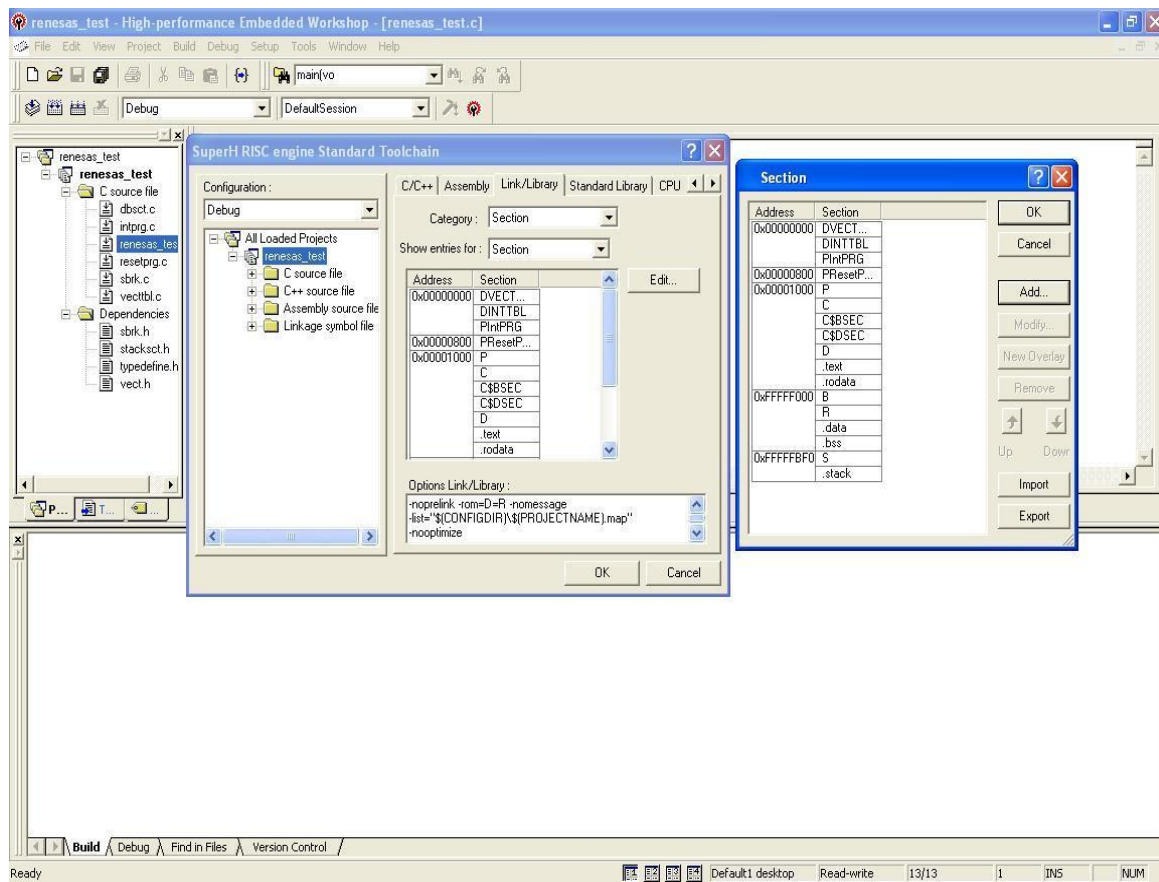 renesas_test - High-performance Embedded Workshop - [renesas_test.c]
File Edit View Project Build Debug Setup Tools Window Help
main(vo
Debug DefaultSession
renesas_test
renesas_test
C source file
dbsct.c
intprg.c
renesas_tes
resetprg.c
sbrk.c
vecttbl.c
Dependencies
sbrk.h
stacksct.h
typedefine.h
vect.h
P... T... ...
SuperH RISC engine Standard Toolchain
Configuration :
Debug
All Loaded Projects
renesas_test
C source file
C++ source file
Assembly source file
Linkage symbol file
C/C++ Assembly Link/Library Standard Library CPU
Category : Section
Show entries for : Section
Address Section
0x00000000 DVECT...
DINTTBL
PIntPRG
0x00000800 PResetP...
0x00001000 P
C
C$BSEC
C$DSEC
D
.text
.rodata
Edit...
Options Link/Library :
-noprelink -rom=D=R -nomessage
-list="$(CONFIGDIR)\$(PROJECTNAME).map"
-nooptimize
OK Cancel
Section
Address Section
0x00000000 DVECT...
DINTTBL
PIntPRG
0x00000800 PResetP...
0x00001000 P
C
C$BSEC
C$DSEC
D
.text
.rodata
0xFFFFF000 B
R
.data
.bss
0xFFFFFBF0 S
.stack
OK
Cancel
Add...
Modify...
New Overlay
Remove
Up Down
Import
Export
Build Debug Find in Files Version Control
Ready Default1 desktop Read-write 13/13 1 INS NUM